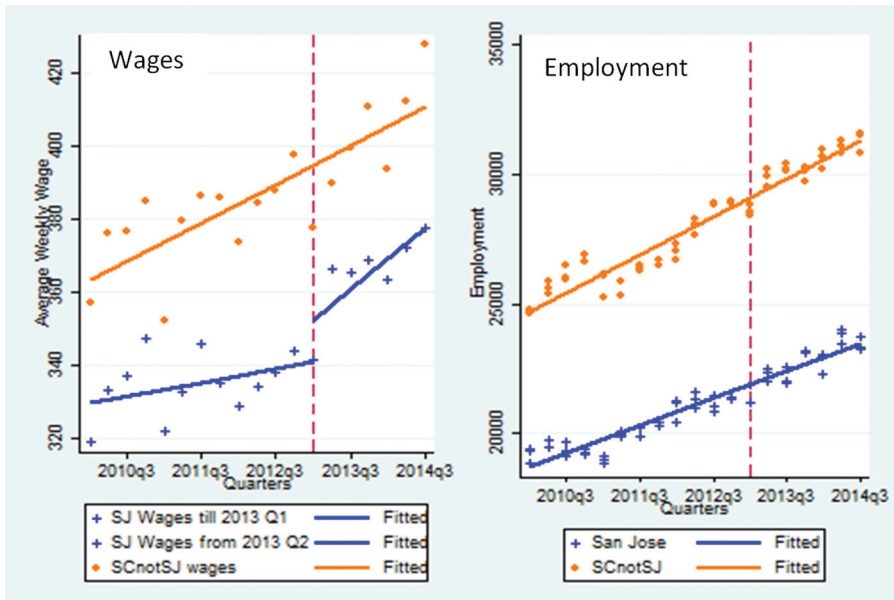 Wages
Average Weekly Wage
420
400
380
360
340
320
2010q3 2011q3 2012q3 2013q3 2014q3
Quarters
SJ Wages till 2013 Q1 Fitted
SJ Wages from 2013 Q2 Fitted
SCnotSJ wages Fitted
Employment
Employment
35000
30000
25000
20000
2010q3 2011q3 2012q3 2013q3 2014q3
Quarters
San Jose Fitted
SCnotSJ Fitted